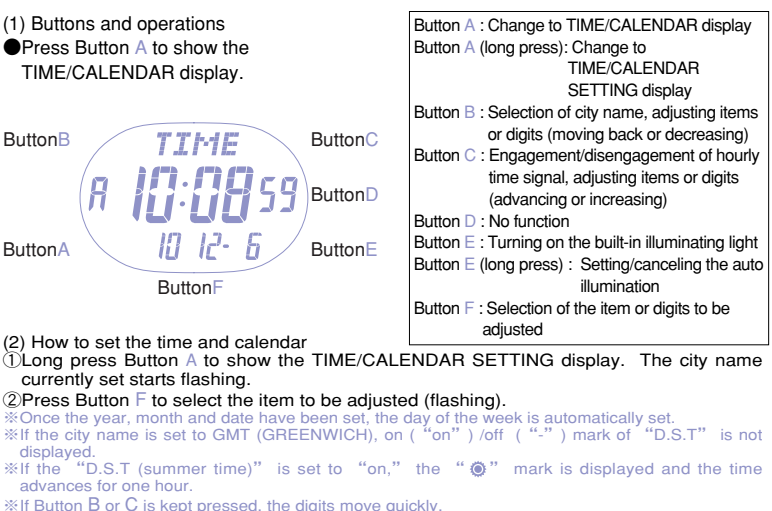 (1) Buttons and operations
●Press Button A to show the
TIME/CALENDAR display.
ButtonB
TIME
ButtonC
A 10:08 59
ButtonD
ButtonA
10 12- 6
ButtonE
ButtonF
Button A : Change to TIME/CALENDAR display
Button A (long press): Change to
TIME/CALENDAR
SETTING display
Button B : Selection of city name, adjusting items
or digits (moving back or decreasing)
Button C : Engagement/disengagement of hourly
time signal, adjusting items or digits
(advancing or increasing)
Button D : No function
Button E : Turning on the built-in illuminating light
Button E (long press) : Setting/canceling the auto
illumination
Button F : Selection of the item or digits to be
adjusted
(2) How to set the time and calendar
①Long press Button A to show the TIME/CALENDAR SETTING display. The city name
currently set starts flashing.
②Press Button F to select the item to be adjusted (flashing).
※Once the year, month and date have been set, the day of the week is automatically set.
※If the city name is set to GMT (GREENWICH), on ( “on” ) /off ( “-” ) mark of “D.S.T” is not
displayed.
※If the “D.S.T (summer time)” is set to “on,” the “ ” mark is displayed and the time
advances for one hour.
※If Button B or C is kept pressed, the digits move quickly.